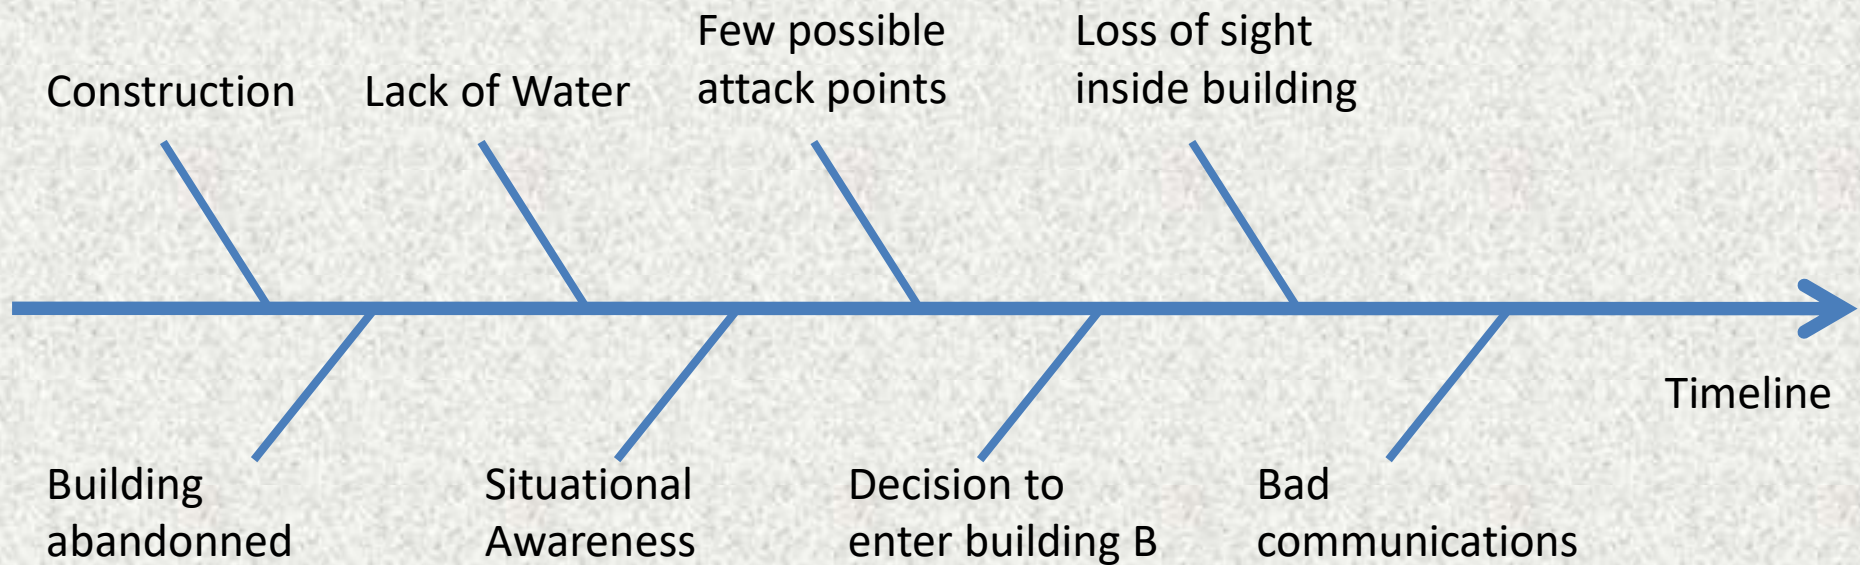 Construction
Lack of Water
Few possible
attack points
Loss of sight
inside building
Timeline
Building
abandonned
Situational
Awareness
Decision to
enter building B
Bad
communications